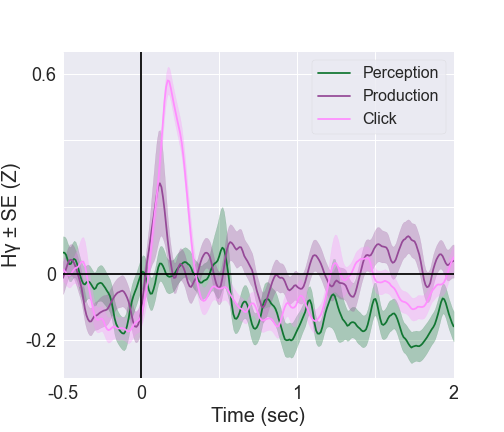 Perception
Production
Click
Hγ ± SE (Z)
0.6
0
-0.2
-0.5
0
1
2
Time (sec)